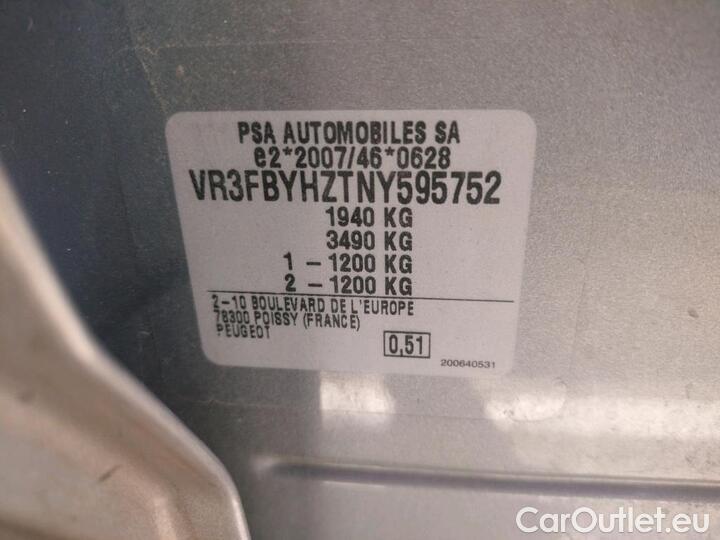 PSA AUTOMOBILES SA
e2*2007/46*0628
VR3FBYHZTNY595752
1940 KG
3490 KG
1 – 1200 KG
2 – 1200 KG
2–10 BOULEVARD DE L'EUROPE
78300 POISSY (FRANCE)
PEUGEOT
0,51
200640531
CarOutlet.eu